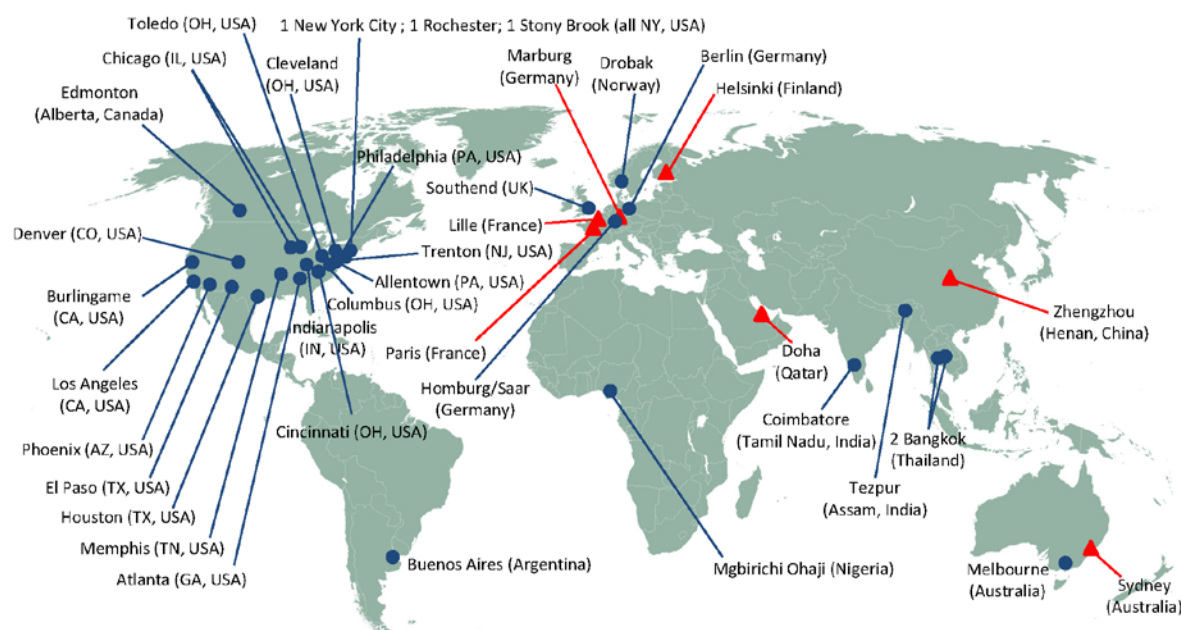 Toledo (OH, USA)
1 New York City ; 1 Rochester; 1 Stony Brook (all NY, USA)
Chicago (IL, USA)
Cleveland
(OH, USA)
Marburg
(Germany)
Drobak
(Norway)
Berlin (Germany)
Helsinki (Finland)
Edmonton
(Alberta, Canada)
Philadelphia (PA, USA)
Southend (UK)
Lille (France)
Denver (CO, USA)
Trenton (NJ, USA)
Allentown (PA, USA)
Columbus (OH, USA)
Burlingame
(CA, USA)
Indianapolis
(IN, USA)
Paris (France)
Zhengzhou
(Henan, China)
Doha
(Qatar)
Los Angeles
(CA, USA)
Homburg/Saar
(Germany)
Coimbatore
(Tamil Nadu, India)
2 Bangkok
(Thailand)
Cincinnati (OH, USA)
Phoenix (AZ, USA)
El Paso (TX, USA)
Tezpur
(Assam, India)
Houston (TX, USA)
Memphis (TN, USA)
Atlanta (GA, USA)
Buenos Aires (Argentina)
Mgbirichi Ohaji (Nigeria)
Melbourne
(Australia)
Sydney
(Australia)